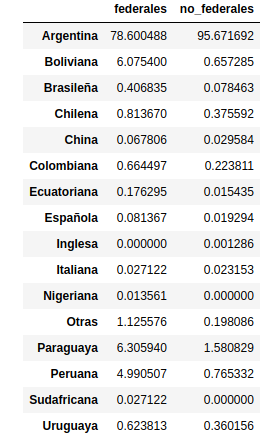 federales no_federales
Argentina 78.600488 95.671692
Boliviana 6.075400 0.657285
Brasileña 0.406835 0.078463
Chilena 0.813670 0.375592
China 0.067806 0.029584
Colombiana 0.664497 0.223811
Ecuatoriana 0.176295 0.015435
Española 0.081367 0.019294
Inglesa 0.000000 0.001286
Italiana 0.027122 0.023153
Nigeriana 0.013561 0.000000
Otras 1.125576 0.198086
Paraguaya 6.305940 1.580829
Peruana 4.990507 0.765332
Sudafricana 0.027122 0.000000
Uruguaya 0.623813 0.360156